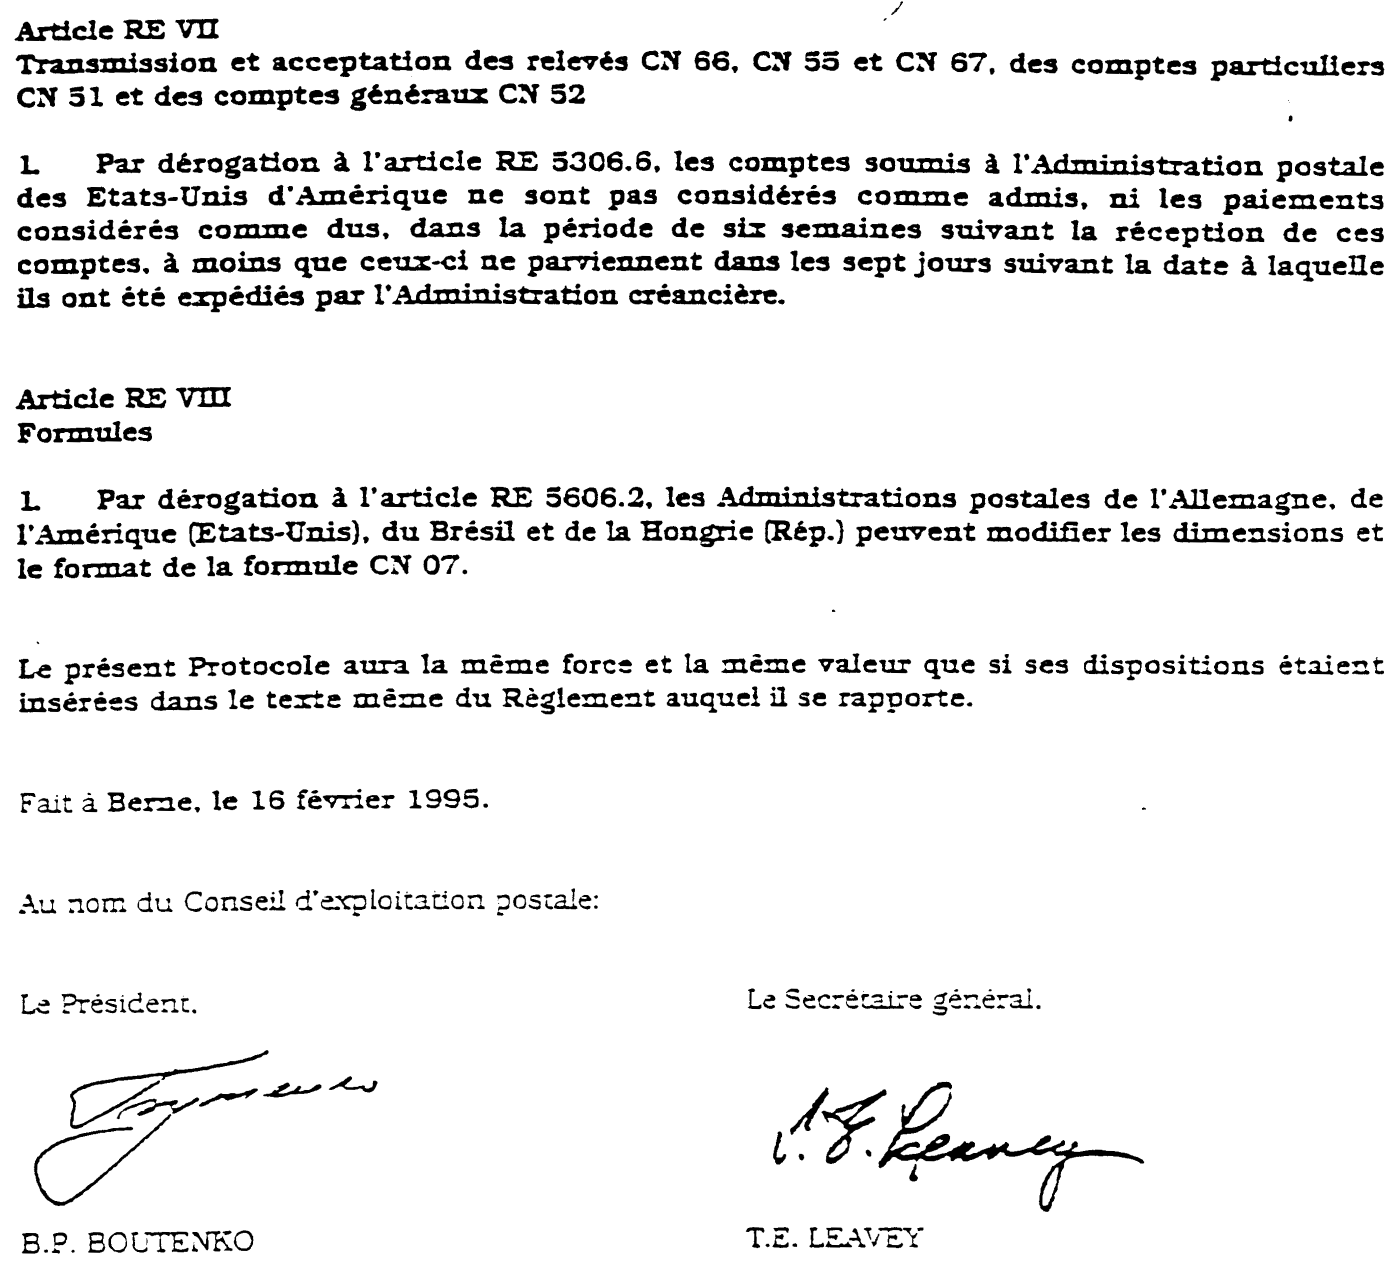 Article RE VII
Transmission et acceptation des relevés CN 66, CN 55 et CN 67, des comptes particuliers
CN 51 et des comptes généraux CN 52
1. Par dérogation à l'article RE 5306.6, les comptes soumis à l'Administration postale
des Etats-Unis d'Amérique ne sont pas considérés comme admis, ni les paiements
considérés comme dus, dans la période de six semaines suivant la réception de ces
comptes, à moins que ceux-ci ne parviennent dans les sept jours suivant la date à laquelle
ils ont été expédiés par l'Administration créancière.
Article RE VIII
Formules
1. Par dérogation à l'article RE 5606.2, les Administrations postales de l'Allemagne, de
l'Amérique (Etats-Unis), du Brésil et de la Hongrie (Rép.) peuvent modifier les dimensions et
le format de la formule CN 07.
Le présent Protocole aura la même force et la même valeur que si ses dispositions étaient
insérées dans le texte même du Règlement auquel il se rapporte.
Fait à Berne, le 16 février 1995.
Au nom du Conseil d'exploitation postale:
Le Président,
Le Secrétaire général,
T.E. Leavey
B.P. BOUTENKO
T.E. LEAVEY